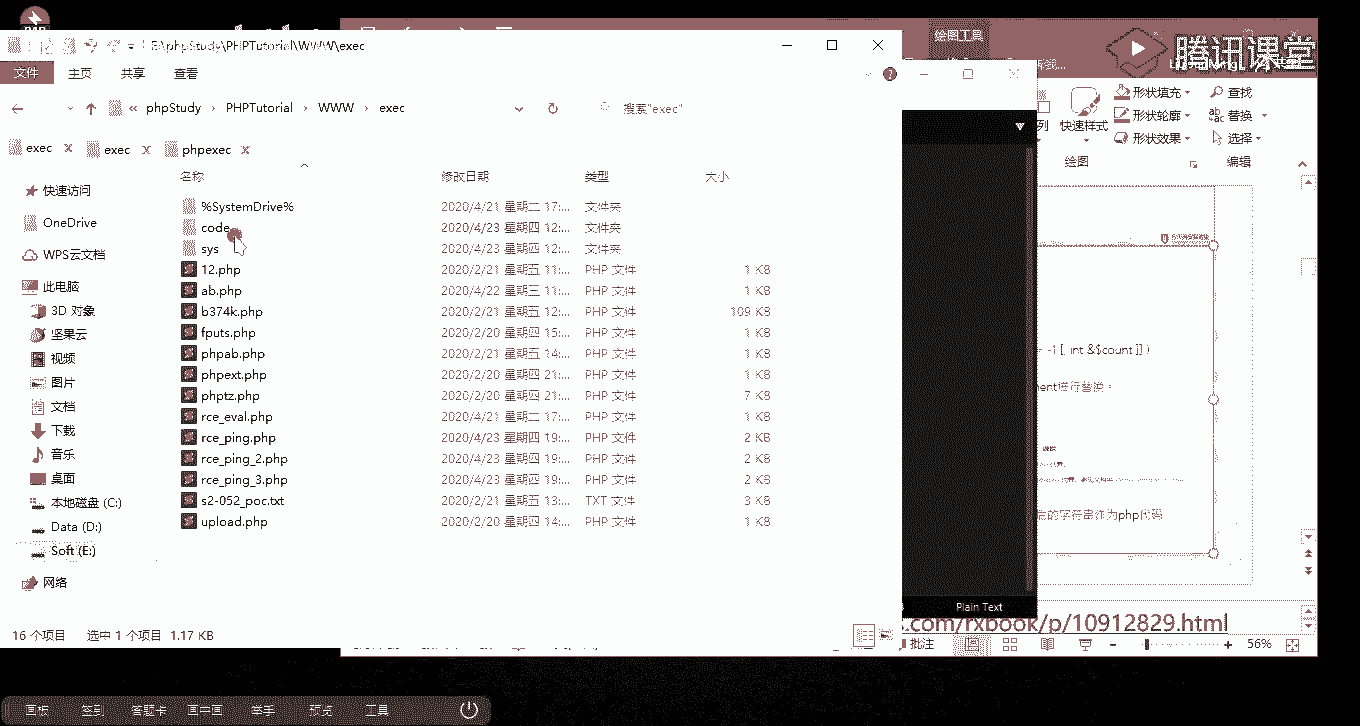 E:\phpStudy\PHPTutorial\WWW\exec
绘图工具
腾讯课堂
文件 主页 共享 查看
形状填充 查找
形状轮廓 替换
形状效果 选择
快速样式
绘图 编辑
phpStudy PHPTutorial WWW exec
搜索"exec"
exec exec phpexec
名称 修改日期 类型 大小
快速访问
OneDrive
WPS云文档
此电脑
3D 对象
坚果云
视频
图片
文档
下载
音乐
桌面
本地磁盘 (C:)
Data (D:)
Soft (E:)
网络
%SystemDrive% 2020/4/21 星期二 17:... 文件夹
code 2020/4/23 星期四 12:... 文件夹
sys 2020/4/23 星期四 12:... 文件夹
12.php 2020/2/21 星期五 11:... PHP 文件 1 KB
ab.php 2020/4/22 星期三 11:... PHP 文件 1 KB
b374k.php 2020/2/21 星期五 12:... PHP 文件 109 KB
fputs.php 2020/2/20 星期四 15:... PHP 文件 1 KB
phpab.php 2020/2/21 星期五 14:... PHP 文件 1 KB
phpext.php 2020/2/20 星期四 21:... PHP 文件 1 KB
phptz.php 2020/2/20 星期四 21:... PHP 文件 7 KB
rce_eval.php 2020/4/21 星期二 17:... PHP 文件 1 KB
rce_ping.php 2020/4/23 星期四 19:... PHP 文件 2 KB
rce_ping_2.php 2020/4/23 星期四 19:... PHP 文件 2 KB
rce_ping_3.php 2020/4/23 星期四 19:... PHP 文件 2 KB
s2-052_poc.txt 2020/2/21 星期五 13:... TXT 文件 3 KB
upload.php 2020/2/20 星期四 14:... PHP 文件 1 KB
= -1 [, int &$count ]] )
ment进行替换。
的字符串作为php代码
Plain Text
s.com/rxbook/p/10912829.html
16 个项目 选中 1 个项目 1.17 KB
批注 56%
画板 签到 答题卡 画中画 举手 预览 工具